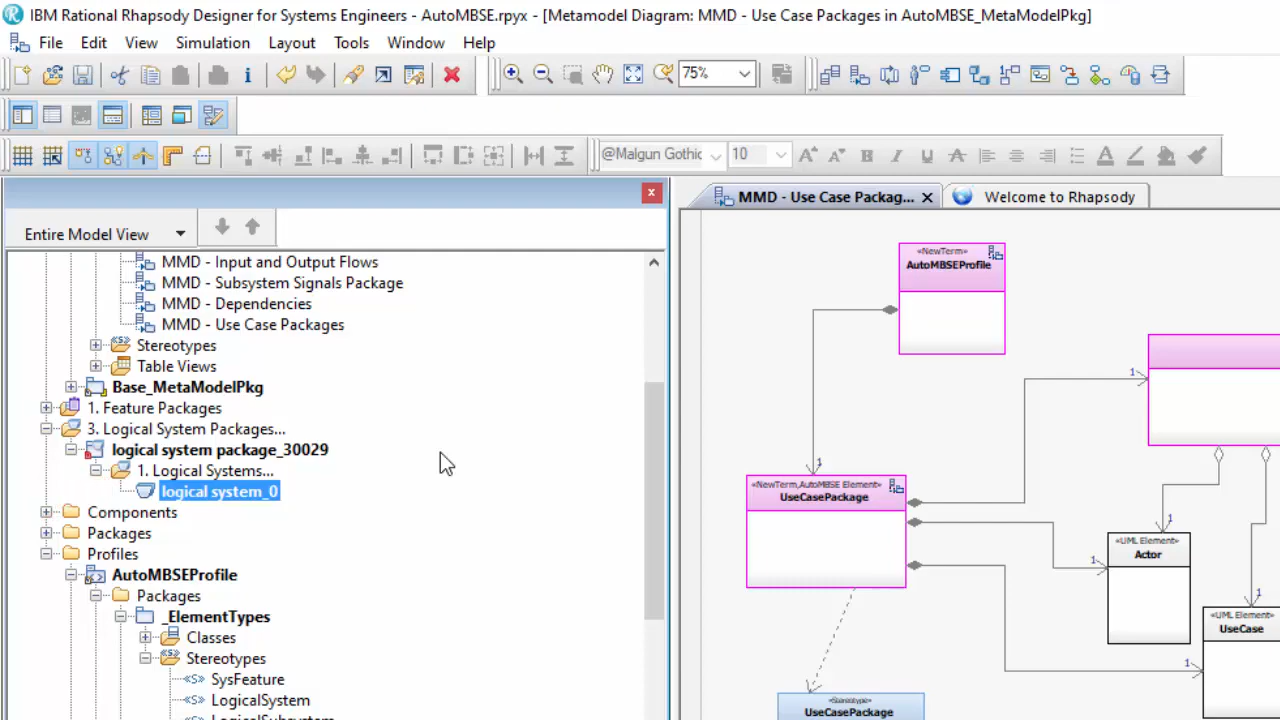 IBM Rational Rhapsody Designer for Systems Engineers - AutoMBSE.rpyx - [Metamodel Diagram: MMD - Use Case Packages in AutoMBSE_MetaModelPkg]
File Edit View Simulation Layout Tools Window Help
75%
@Malgun Gothic 10
MMD - Use Case Packag... Welcome to Rhapsody
Entire Model View
MMD - Input and Output Flows
MMD - Subsystem Signals Package
MMD - Dependencies
MMD - Use Case Packages
Stereotypes
Table Views
Base_MetaModelPkg
1. Feature Packages
3. Logical System Packages...
logical system package_30029
1. Logical Systems...
logical system_0
Components
Packages
Profiles
AutoMBSEProfile
Packages
_ElementTypes
Classes
Stereotypes
SysFeature
LogicalSystem
LogicalSubsystem
«NewTerm»
AutoMBSEProfile
1
1
«NewTerm,AutoMBSE Element»
UseCasePackage
1
1
«UML Element»
Actor
1
1
«UML Element»
UseCase
«Stereotype»
UseCasePackage